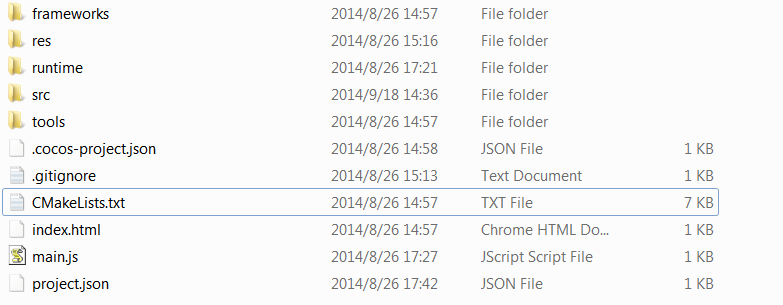 frameworks 2014/8/26 14:57 File folder
res 2014/8/26 15:16 File folder
runtime 2014/8/26 17:21 File folder
src 2014/9/18 14:36 File folder
tools 2014/8/26 14:57 File folder
.cocos-project.json 2014/8/26 14:58 JSON File 1 KB
.gitignore 2014/8/26 15:13 Text Document 1 KB
CMakeLists.txt 2014/8/26 14:57 TXT File 7 KB
index.html 2014/8/26 14:57 Chrome HTML Do... 1 KB
main.js 2014/8/26 17:27 JScript Script File 1 KB
project.json 2014/8/26 17:42 JSON File 1 KB